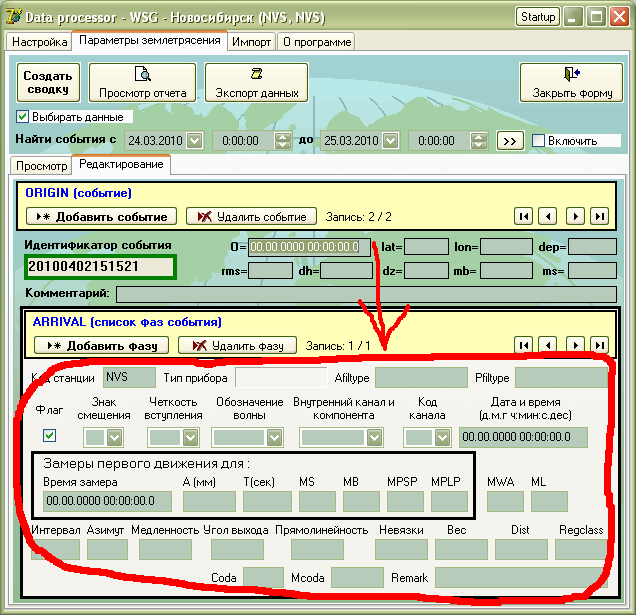 Data processor - WSG - Новосибирск (NVS, NVS) Startup
Настройка Параметры землетрясения Импорт О программе
Создать сводку Просмотр отчета Экспорт данных Закрыть форму
Выбирать данные
Найти события с 24.03.2010 0:00:00 до 25.03.2010 0:00:00 >> Включить
Просмотр Редактирование
ORIGIN (событие)
Добавить событие Удалить событие Запись: 2 / 2
Идентификатор события O= 00.00.0000 00:00:00.0 lat= lon= dep=
20100402151521 rms= dh= dz= mb= ms=
Комментарий:
ARRIVAL (список фаз события)
Добавить фазу Удалить фазу Запись: 1 / 1
Код станции NVS Тип прибора Afiltype Pfiltype
Флаг Знак смещения Четкость вступления Обозначение волны Внутренний канал и компонента Код канала Дата и время (д.м.г ч:мин:с.дес)
00.00.0000 00:00:00.0
Замеры первого движения для :
Время замера A (мм) T(сек) MS MB MPSP MPLP MWA ML
00.00.0000 00:00:00.0
Интервал Азимут Медленность Угол выхода Прямолинейность Невязки Вес Dist Regclass
Coda Mcoda Remark